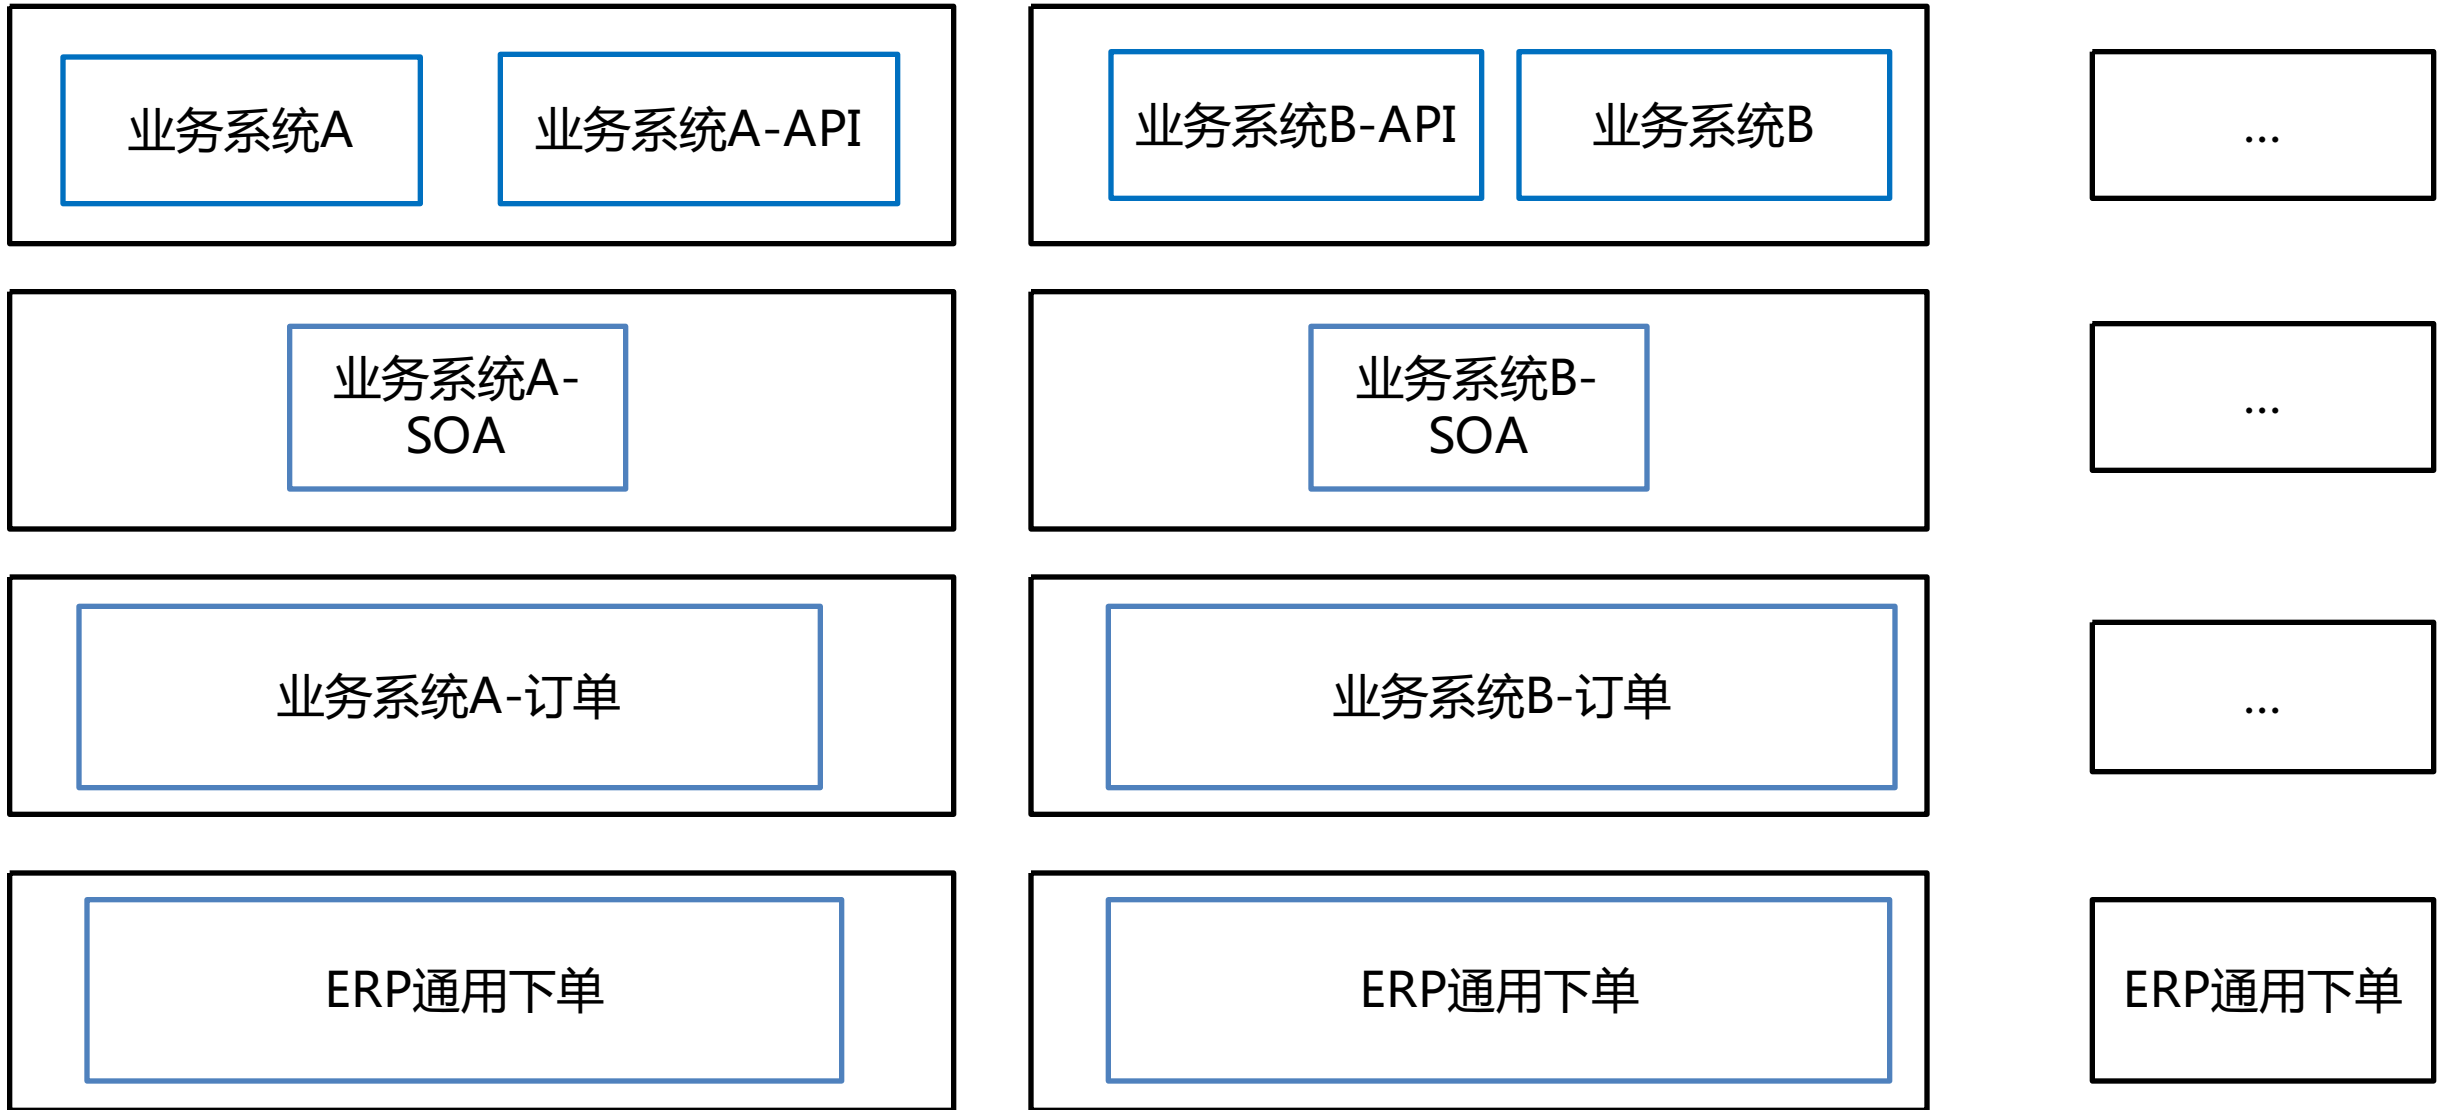 业务系统A
业务系统A-API
业务系统B-API
业务系统B
...
业务系统A-
SOA
业务系统B-
SOA
...
业务系统A-订单
业务系统B-订单
...
ERP通用下单
ERP通用下单
ERP通用下单